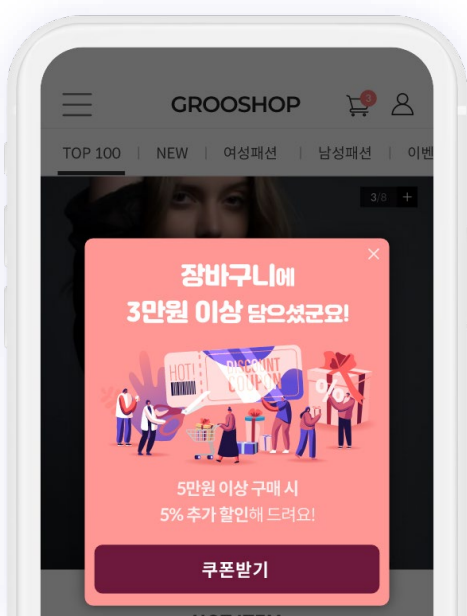 GROOSHOP
3
TOP 100 | NEW | 여성패션 | 남성패션 | 이벤
3/8 +
장바구니에
3만원 이상 담으셨군요!
HOT!
DISCOUNT
COUPON
%
5만원 이상 구매 시
5% 추가 할인해 드려요!
쿠폰받기